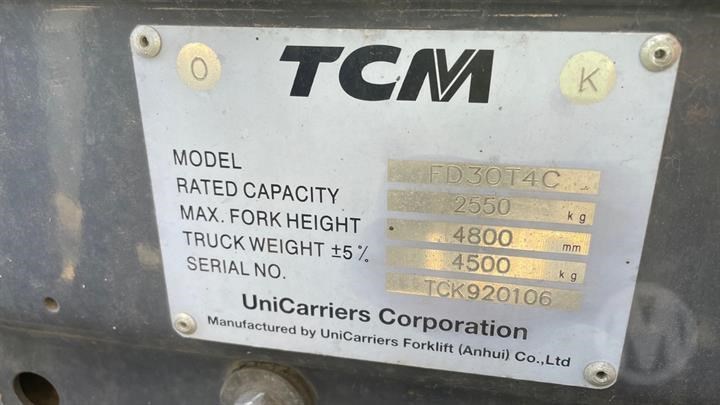 O TCM K
MODEL FD30T4C
RATED CAPACITY 2550 kg
MAX. FORK HEIGHT 4800 mm
TRUCK WEIGHT ±5% 4500 kg
SERIAL NO. TCK920106
UniCarriers Corporation
Manufactured by UniCarriers Forklift (Anhui) Co.,Ltd